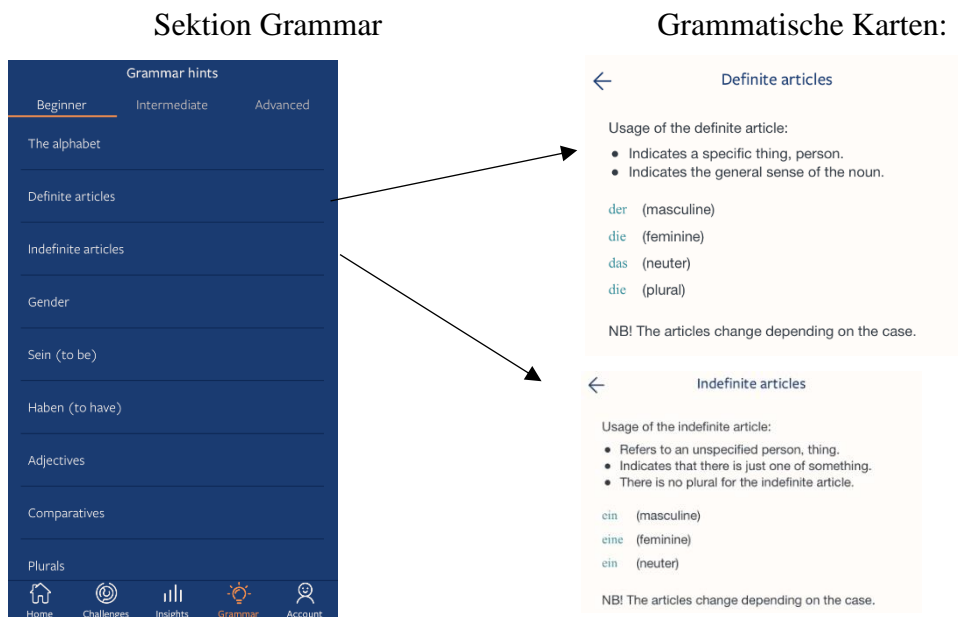 Sektion Grammar
Grammar hints
Beginner Intermediate Advanced
The alphabet
Definite articles
Indefinite articles
Gender
Sein (to be)
Haben (to have)
Adjectives
Comparatives
Plurals
Home Challenges Insights Grammar Account
Grammatische Karten:
Definite articles
Usage of the definite article:
• Indicates a specific thing, person.
• Indicates the general sense of the noun.
der (masculine)
die (feminine)
das (neuter)
die (plural)
NB! The articles change depending on the case.
Indefinite articles
Usage of the indefinite article:
• Refers to an unspecified person, thing.
• Indicates that there is just one of something.
• There is no plural for the indefinite article.
ein (masculine)
eine (feminine)
ein (neuter)
NB! The articles change depending on the case.